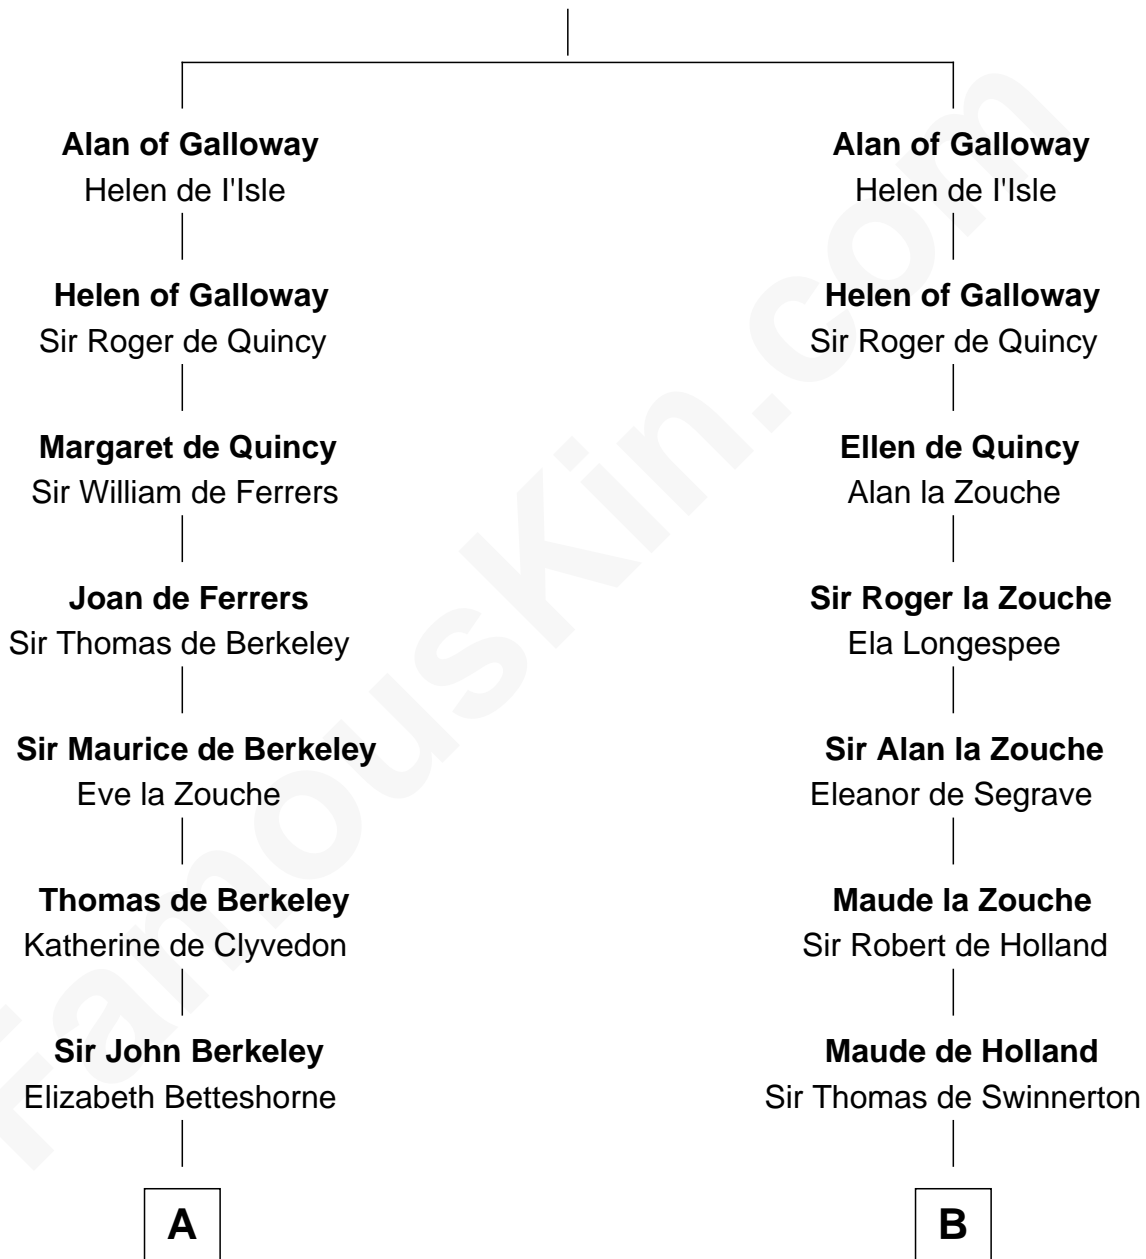 Alan of Galloway
Helen de I'Isle
Helen of Galloway
Sir Roger de Quincy
Margaret de Quincy
Sir William de Ferrers
Joan de Ferrers
Sir Thomas de Berkeley
Sir Maurice de Berkeley
Eve la Zouche
Thomas de Berkeley
Katherine de Clyvedon
Sir John Berkeley
Elizabeth Betteshorne
A
Alan of Galloway
Helen de I'Isle
Helen of Galloway
Sir Roger de Quincy
Ellen de Quincy
Alan la Zouche
Sir Roger la Zouche
Ela Longespee
Sir Alan la Zouche
Eleanor de Segrave
Maude la Zouche
Sir Robert de Holland
Maude de Holland
Sir Thomas de Swinnerton
B
FamousKin.com